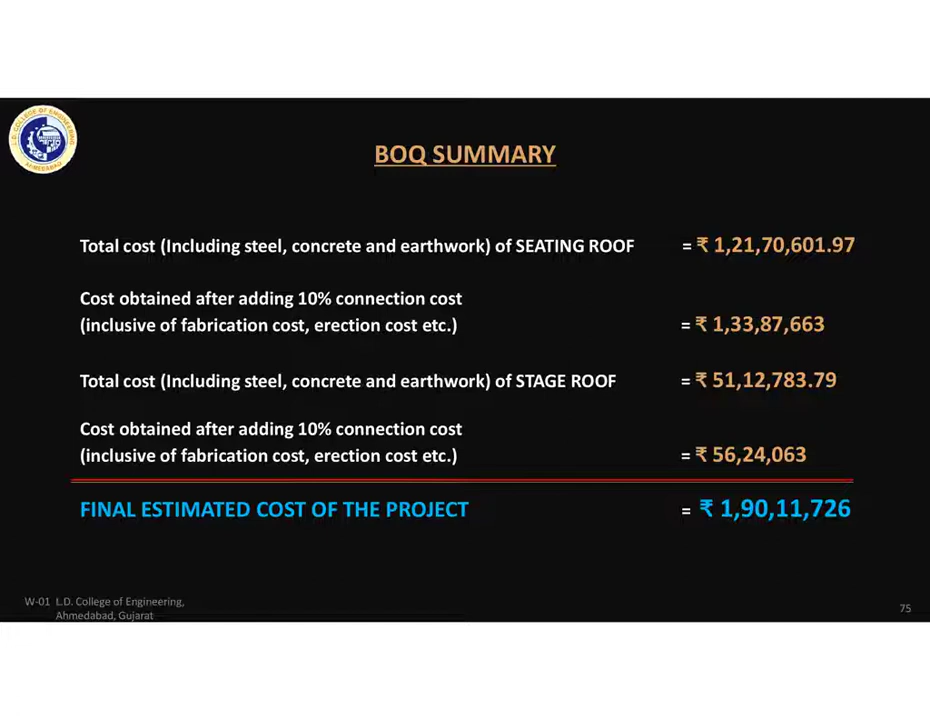 L.D. COLLEGE OF ENGINEERING
AHMEDABAD
BOQ SUMMARY
Total cost (Including steel, concrete and earthwork) of SEATING ROOF = ₹ 1,21,70,601.97
Cost obtained after adding 10% connection cost
(inclusive of fabrication cost, erection cost etc.) = ₹ 1,33,87,663
Total cost (Including steel, concrete and earthwork) of STAGE ROOF = ₹ 51,12,783.79
Cost obtained after adding 10% connection cost
(inclusive of fabrication cost, erection cost etc.) = ₹ 56,24,063
FINAL ESTIMATED COST OF THE PROJECT = ₹ 1,90,11,726
W-01 L.D. College of Engineering,
Ahmedabad, Gujarat
75